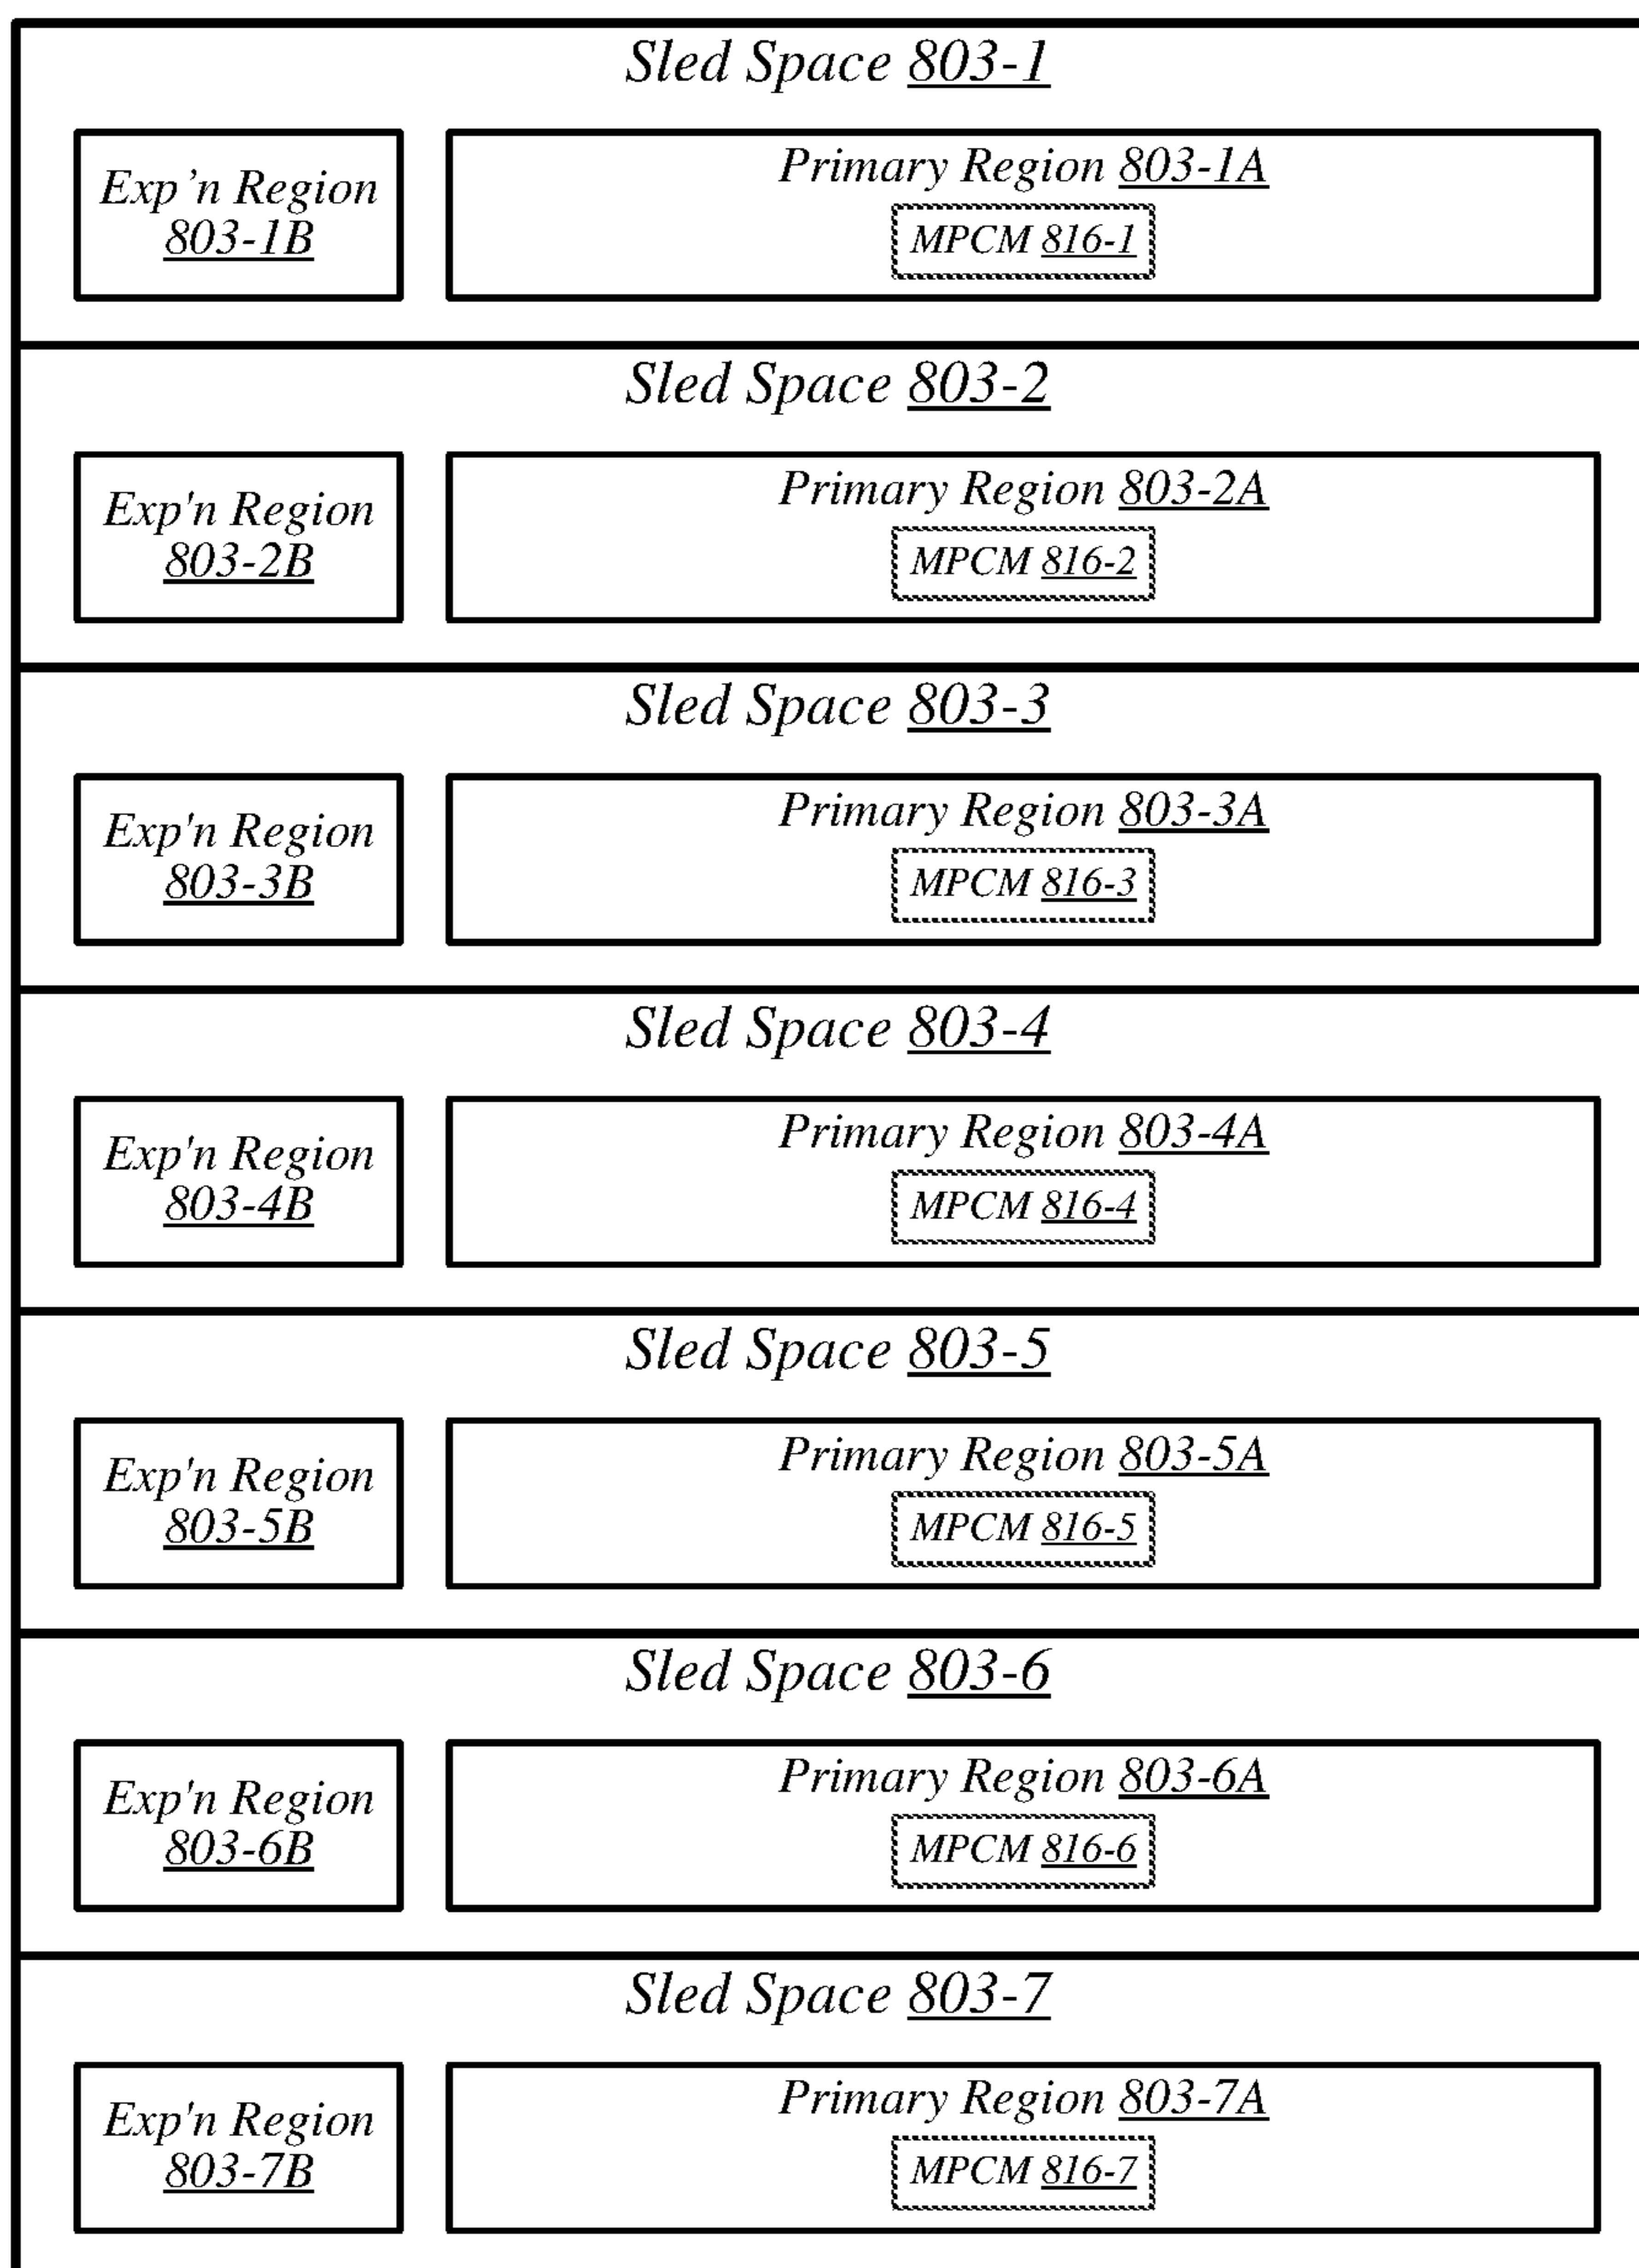 Sled Space 803-1
Exp’n Region
803-1B
Primary Region 803-1A
MPCM 816-1
Sled Space 803-2
Exp'n Region
803-2B
Primary Region 803-2A
MPCM 816-2
Sled Space 803-3
Exp'n Region
803-3B
Primary Region 803-3A
MPCM 816-3
Sled Space 803-4
Exp'n Region
803-4B
Primary Region 803-4A
MPCM 816-4
Sled Space 803-5
Exp'n Region
803-5B
Primary Region 803-5A
MPCM 816-5
Sled Space 803-6
Exp'n Region
803-6B
Primary Region 803-6A
MPCM 816-6
Sled Space 803-7
Exp'n Region
803-7B
Primary Region 803-7A
MPCM 816-7